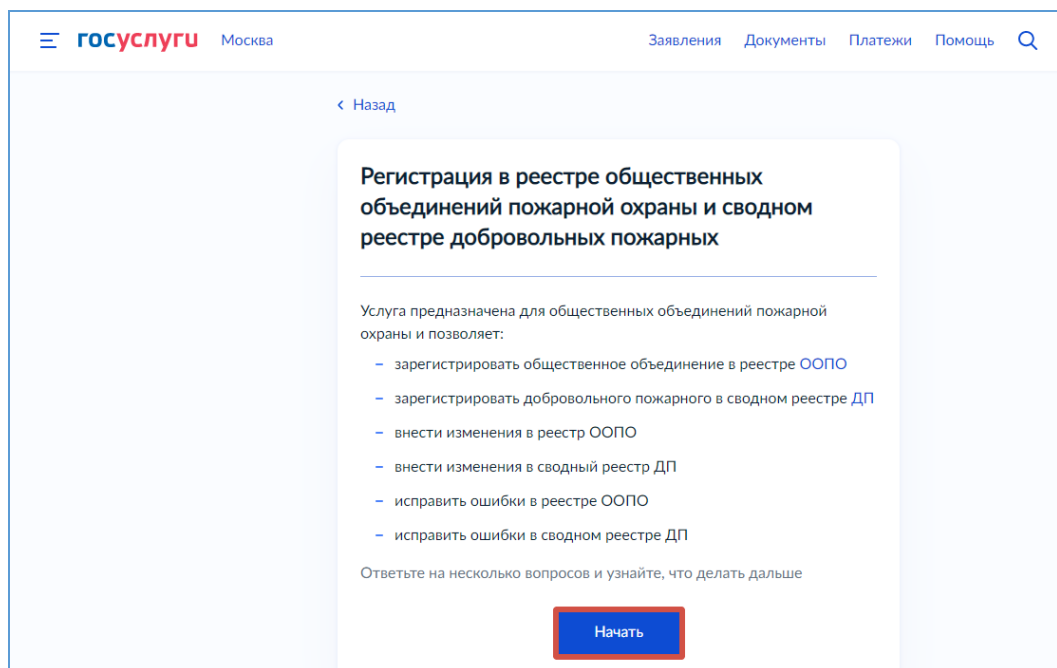 госуслуги Москва Заявления Документы Платежи Помощь
Назад
Регистрация в реестре общественных
объединений пожарной охраны и сводном
реестре добровольных пожарных
Услуга предназначена для общественных объединений пожарной
охраны и позволяет:
– зарегистрировать общественное объединение в реестре ООПО
– зарегистрировать добровольного пожарного в сводном реестре ДП
– внести изменения в реестр ООПО
– внести изменения в сводный реестр ДП
– исправить ошибки в реестре ООПО
– исправить ошибки в сводном реестре ДП
Ответьте на несколько вопросов и узнайте, что делать дальше
Начать